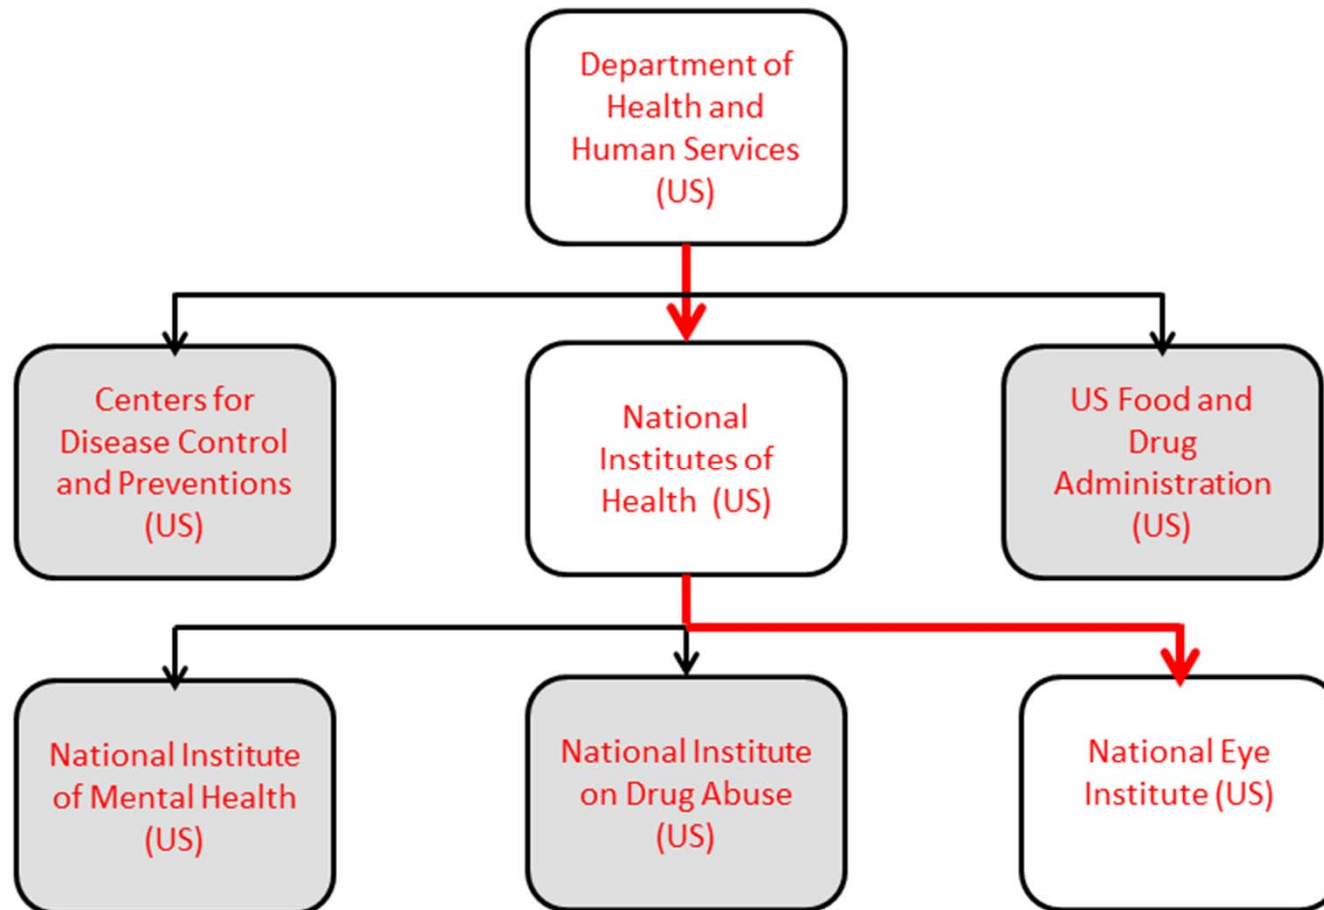 Department of
Health and
Human Services
(US)
Centers for
Disease Control
and Preventions
(US)
National
Institutes of
Health (US)
US Food and
Drug
Administration
(US)
National Institute
of Mental Health
(US)
National Institute
on Drug Abuse
(US)
National Eye
Institute (US)